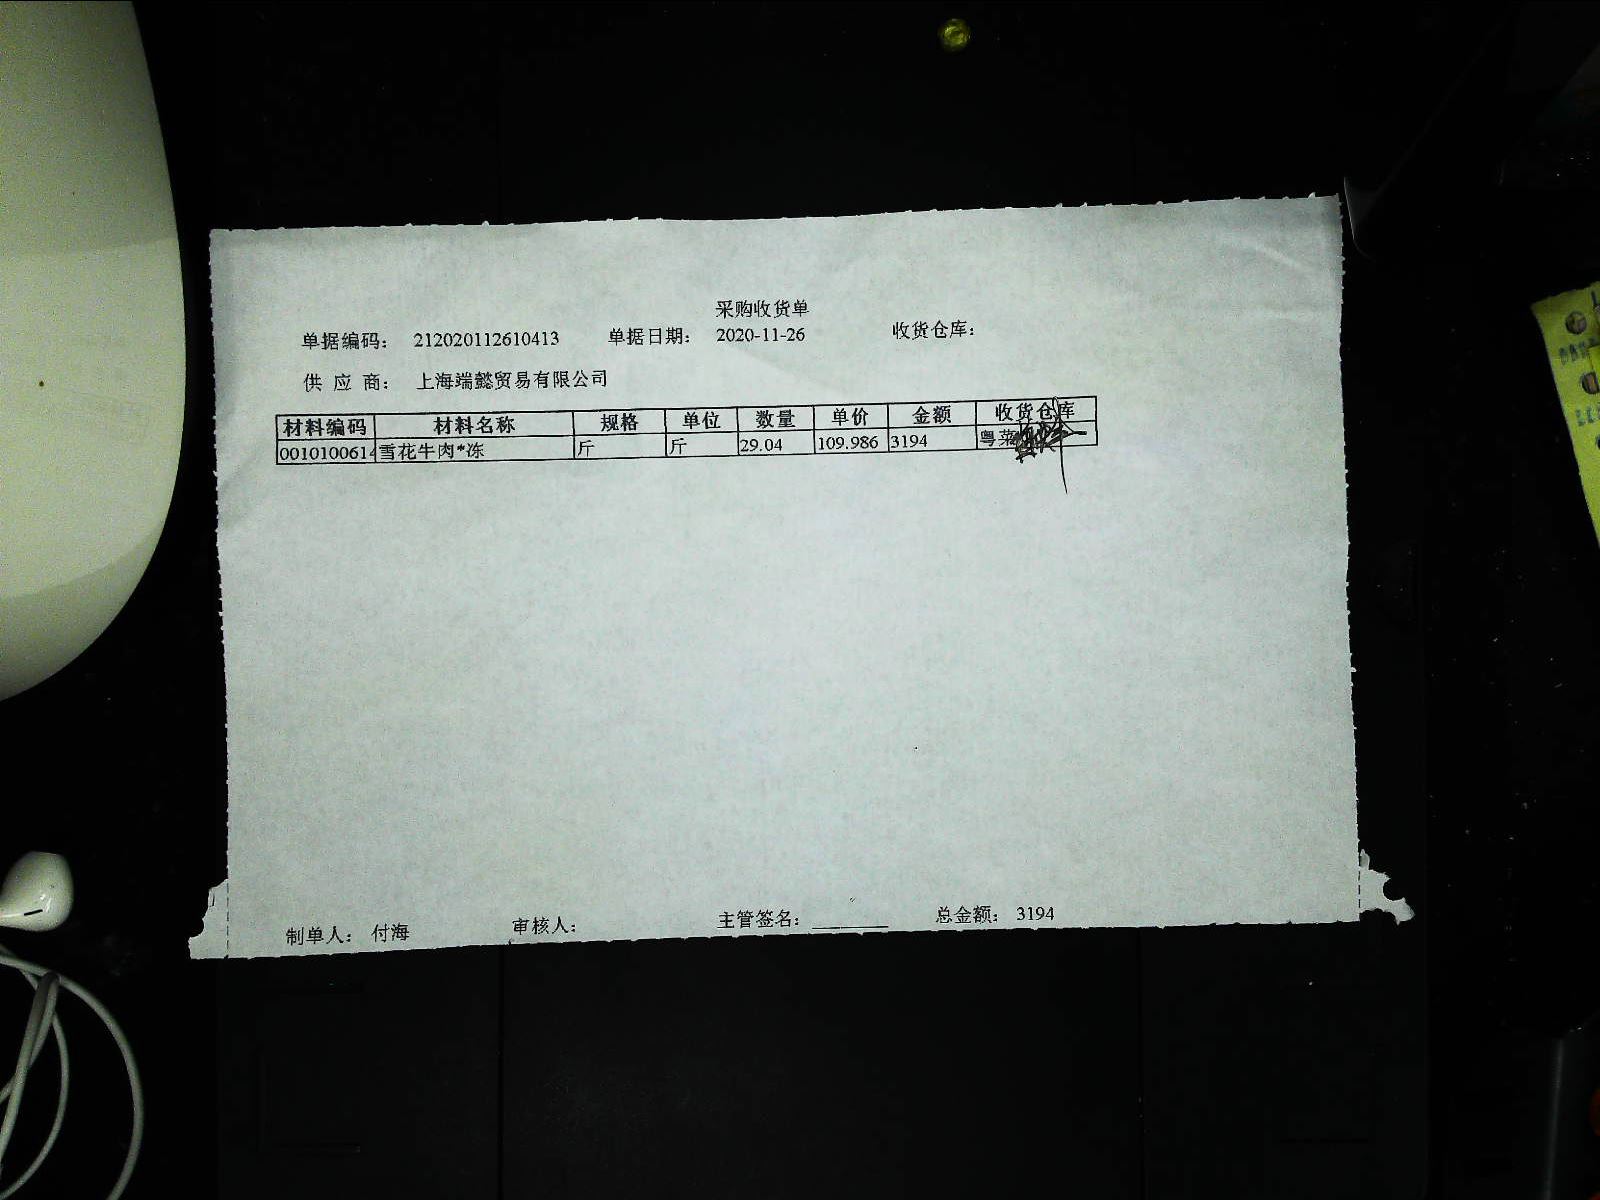 采购收货单
单据编码： 212020112610413 单据日期： 2020-11-26 收货仓库：
供 应 商： 上海端懿贸易有限公司
材料编码 材料名称 规格 单位 数量 单价 金额 收货仓库
0010100614 雪花牛肉*冻 斤 斤 29.04 109.986 3194 粤菜
制单人： 付海 审核人： 主管签名：________ 总金额： 3194